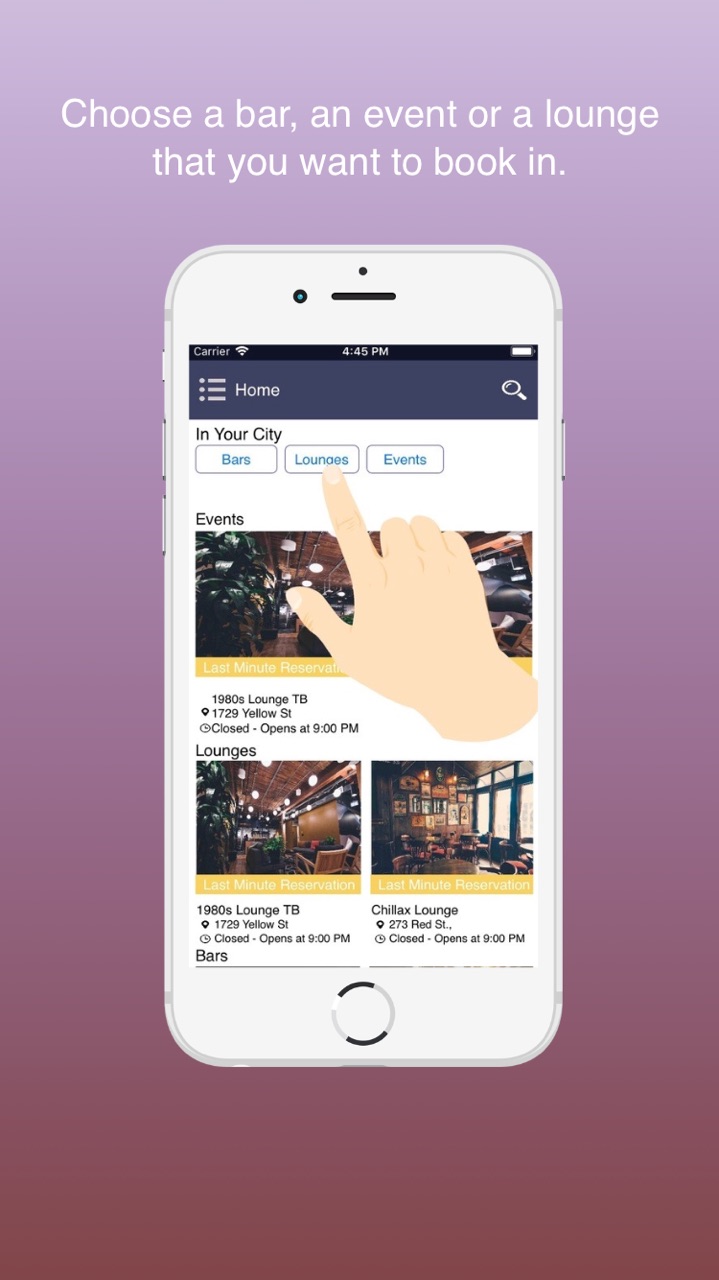 Choose a bar, an event or a lounge
that you want to book in.
Carrier 4:45 PM
Home
In Your City
Bars Lounges Events
Events
Last Minute
1980s Lounge TB
1729 Yellow St
Closed - Opens at 9:00 PM
Lounges
Last Minute Reservation Last Minute Reservation
1980s Lounge TB Chillax Lounge
1729 Yellow St 273 Red St.,
Closed - Opens at 9:00 PM Closed - Opens at 9:00 PM
Bars